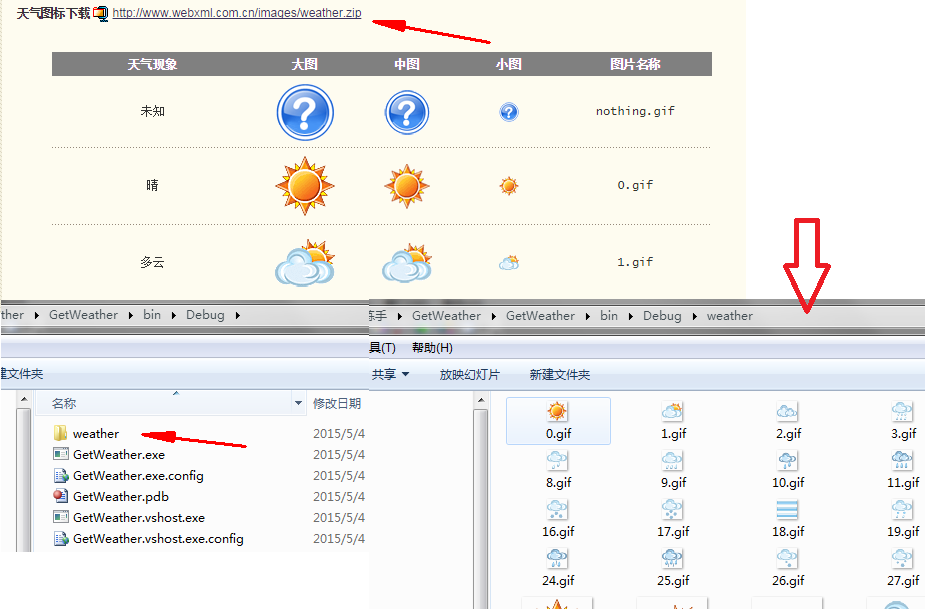 天气图标下载 http://www.webxml.com.cn/images/weather.zip
天气现象 大图 中图 小图 图片名称
未知 nothing.gif
晴 0.gif
多云 1.gif
ther GetWeather bin Debug
建文件夹
名称 修改日期
weather 2015/5/4
GetWeather.exe 2015/5/4
GetWeather.exe.config 2015/5/4
GetWeather.pdb 2015/5/4
GetWeather.vshost.exe 2015/5/4
GetWeather.vshost.exe.config 2015/5/4
练手 GetWeather GetWeather bin Debug weather
具(T) 帮助(H)
共享 放映幻灯片 新建文件夹
0.gif 1.gif 2.gif 3.gif
8.gif 9.gif 10.gif 11.gif
16.gif 17.gif 18.gif 19.gif
24.gif 25.gif 26.gif 27.gif